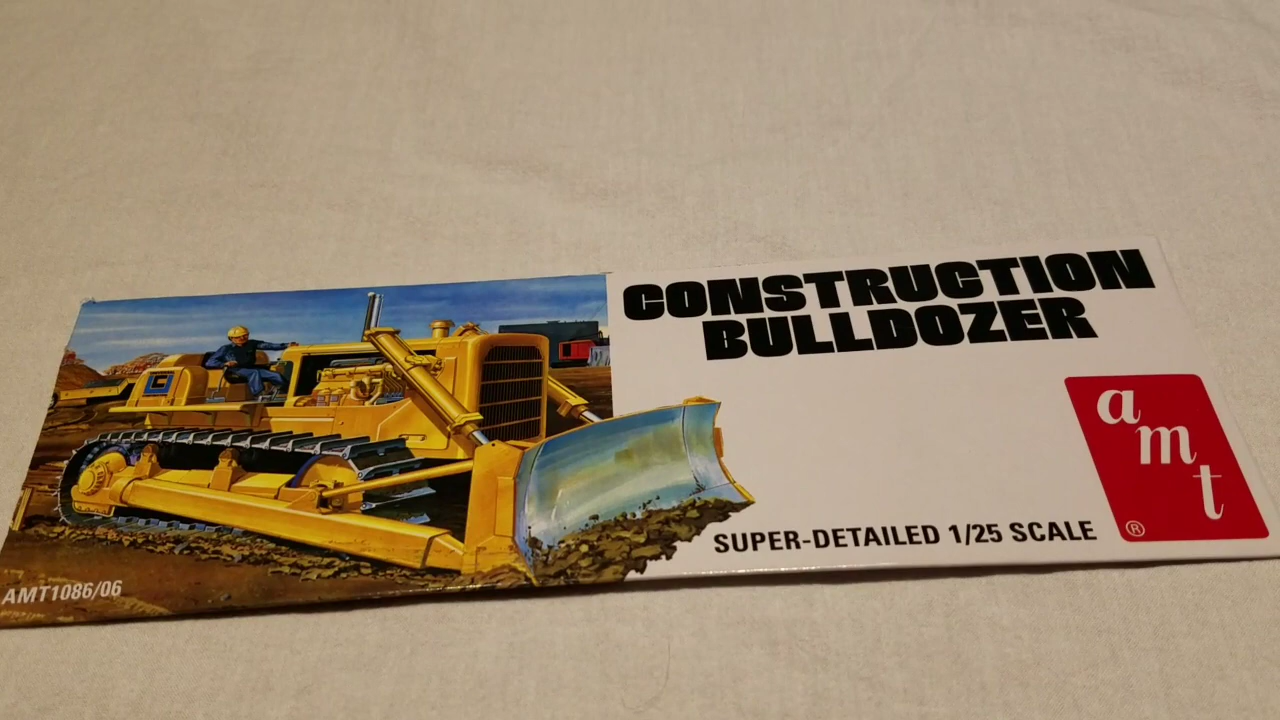 CONSTRUCTION
BULLDOZER
amt
®
SUPER-DETAILED 1/25 SCALE
AMT1086/06